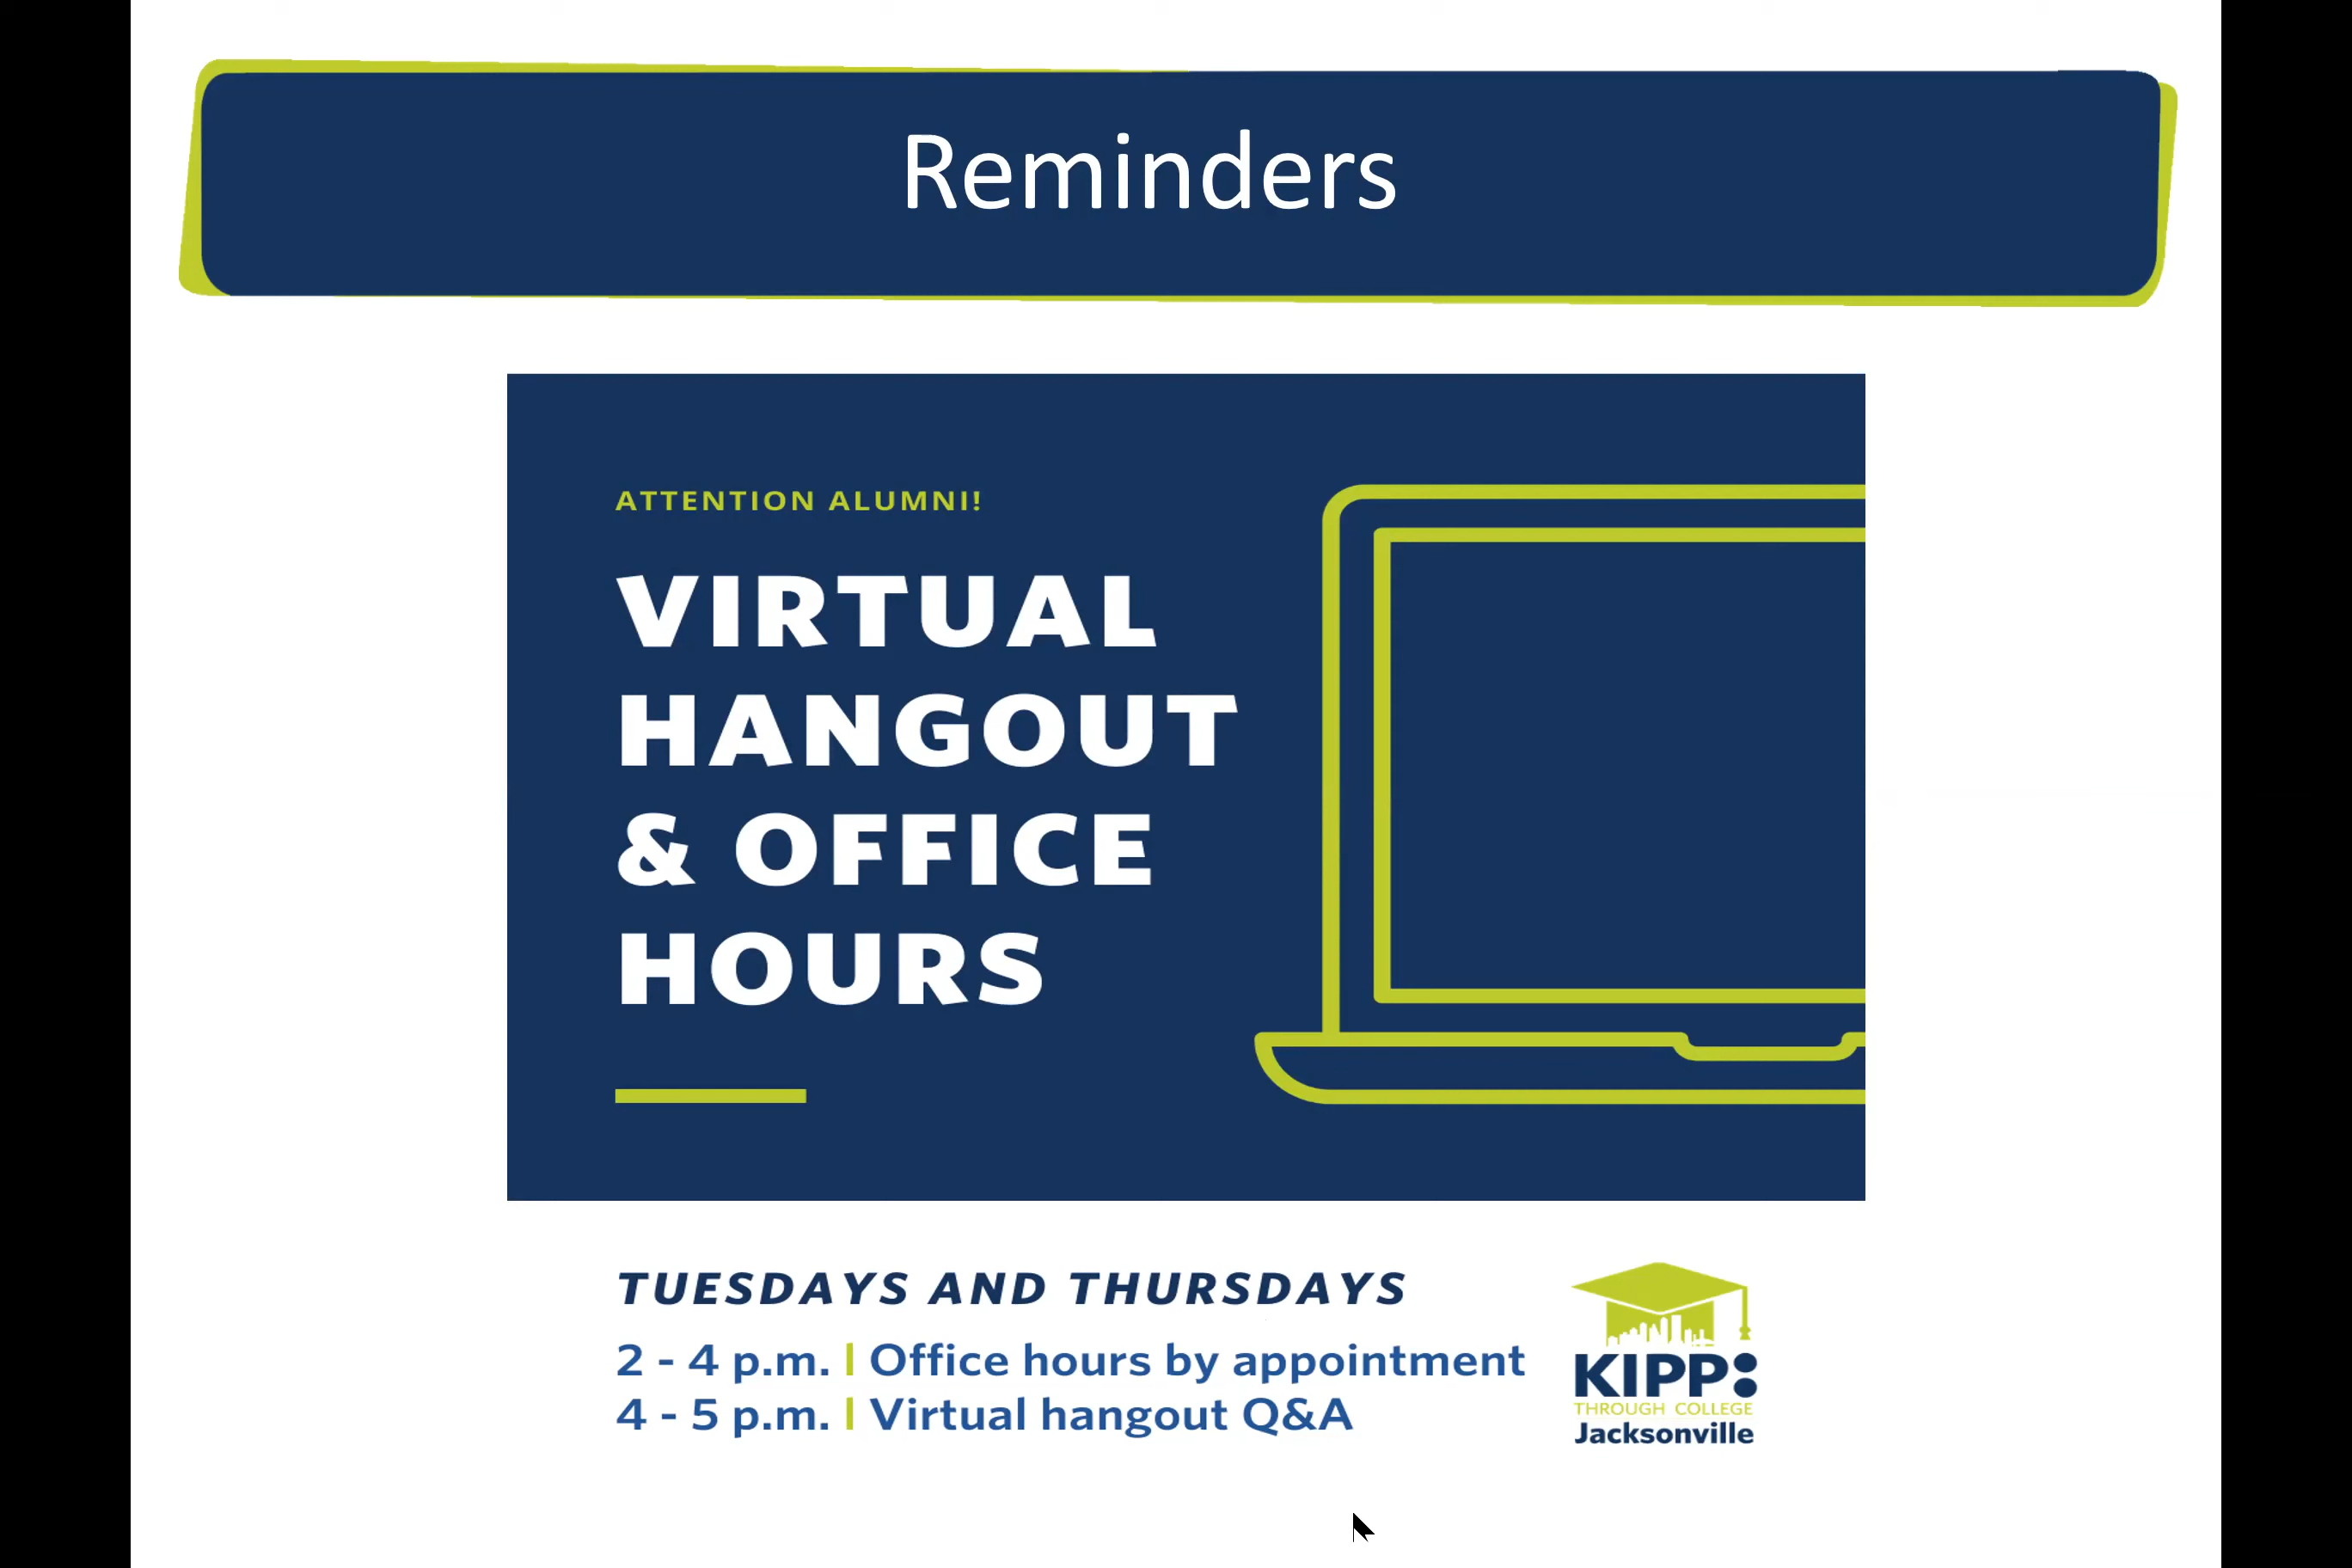 Reminders
ATTENTION ALUMNI!
VIRTUAL
HANGOUT
& OFFICE
HOURS
TUESDAYS AND THURSDAYS
2 - 4 p.m. | Office hours by appointment
4 - 5 p.m. | Virtual hangout Q&A
KIPP:
THROUGH COLLEGE
Jacksonville